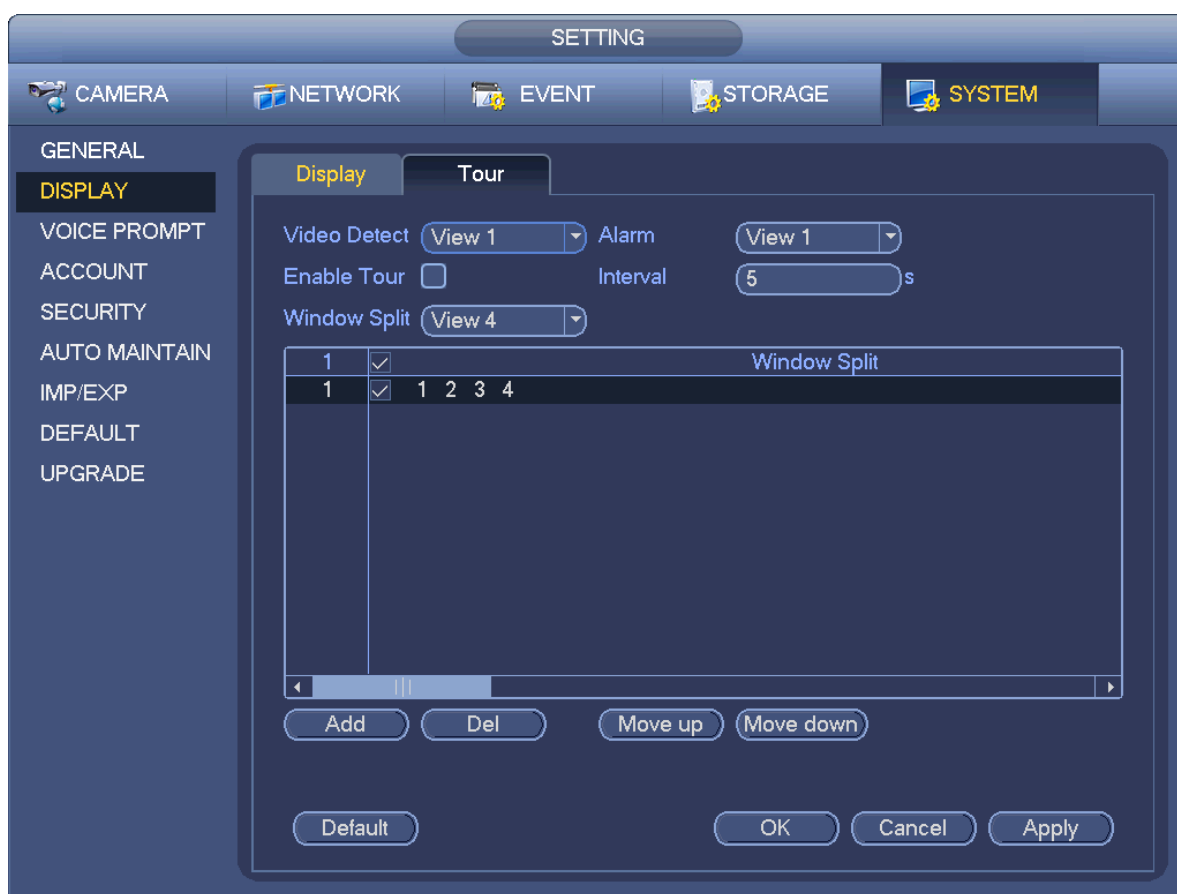 SETTING
CAMERA NETWORK EVENT STORAGE SYSTEM
GENERAL
DISPLAY
VOICE PROMPT
ACCOUNT
SECURITY
AUTO MAINTAIN
IMP/EXP
DEFAULT
UPGRADE
Display Tour
Video Detect View 1 Alarm View 1
Enable Tour Interval 5 s
Window Split View 4
1 Window Split
1 1 2 3 4
Add Del Move up Move down
Default OK Cancel Apply